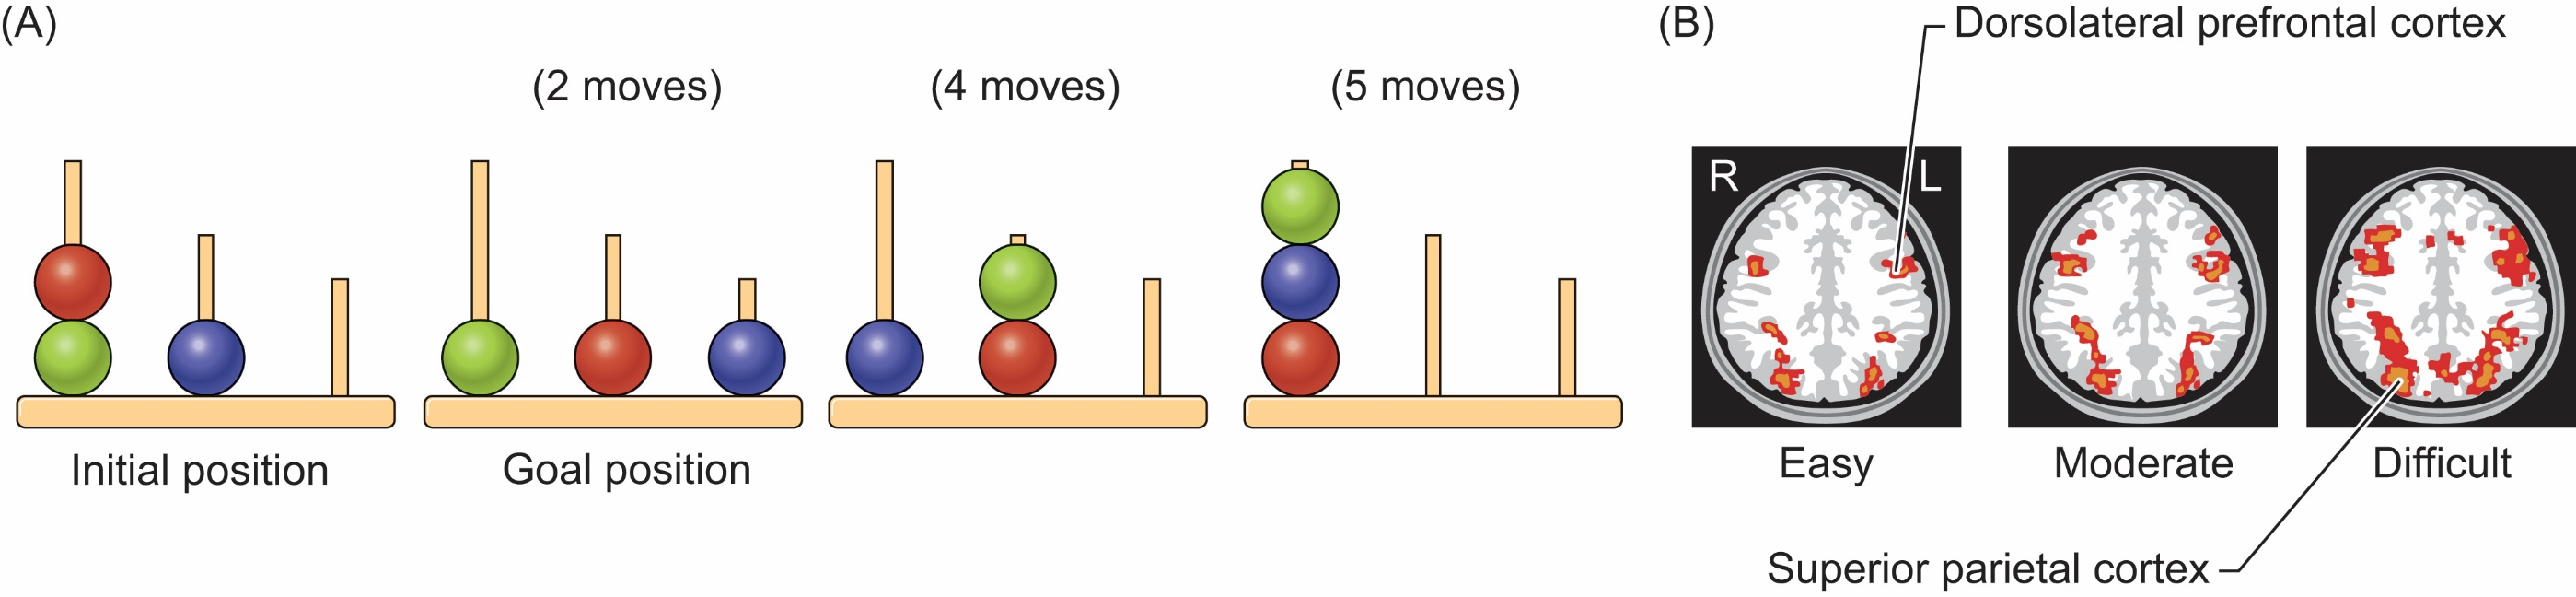 (A)
(2 moves)
(4 moves)
(5 moves)
Initial position
Goal position
(B)
Dorsolateral prefrontal cortex
R
L
Easy
Moderate
Difficult
Superior parietal cortex